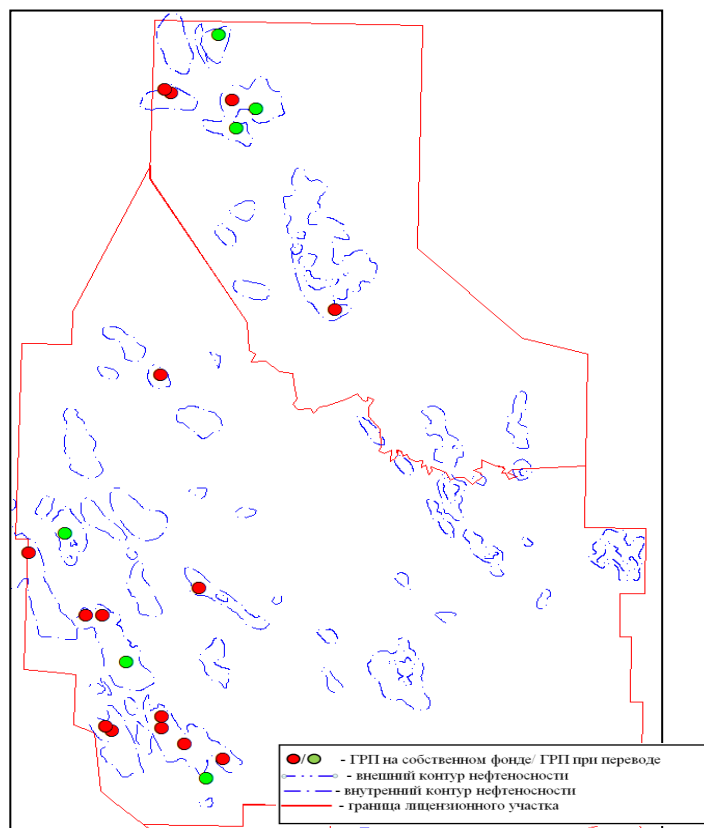 / - ГРП на собственном фонде/ ГРП при переводе
- внешний контур нефтеносности
- внутренний контур нефтеносности
- граница лицензионного участка